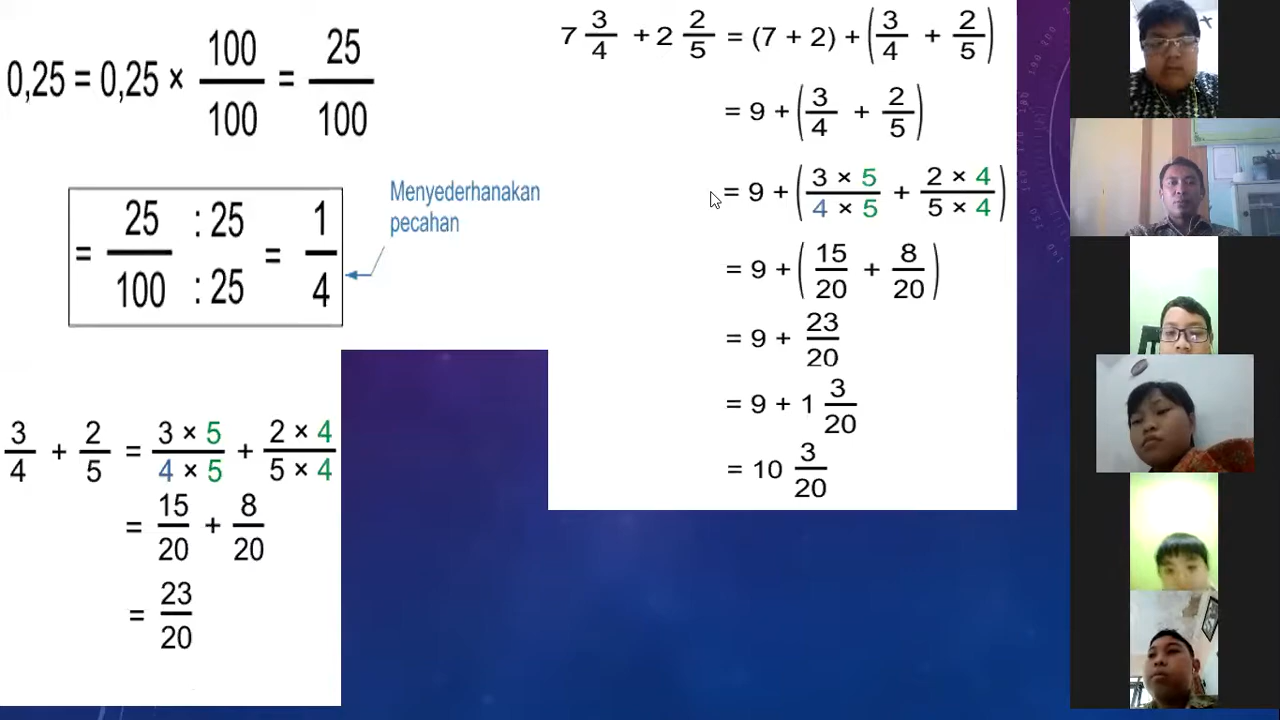 0,25 = 0,25 × 100/100 = 25/100
= 25/100 : 25/: 25 = 1/4
Menyederhanakan
pecahan
3/4 + 2/5 = (3 × 5)/(4 × 5) + (2 × 4)/(5 × 4)
= 15/20 + 8/20
= 23/20
7 3/4 + 2 2/5 = (7 + 2) + (3/4 + 2/5)
= 9 + (3/4 + 2/5)
= 9 + ((3 × 5)/(4 × 5) + (2 × 4)/(5 × 4))
= 9 + (15/20 + 8/20)
= 9 + 23/20
= 9 + 1 3/20
= 10 3/20